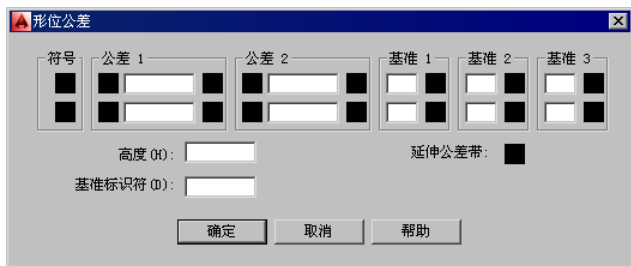 形位公差
符号 公差 1 公差 2 基准 1 基准 2 基准 3
高度(H): 延伸公差带:
基准标识符(D):
确定 取消 帮助